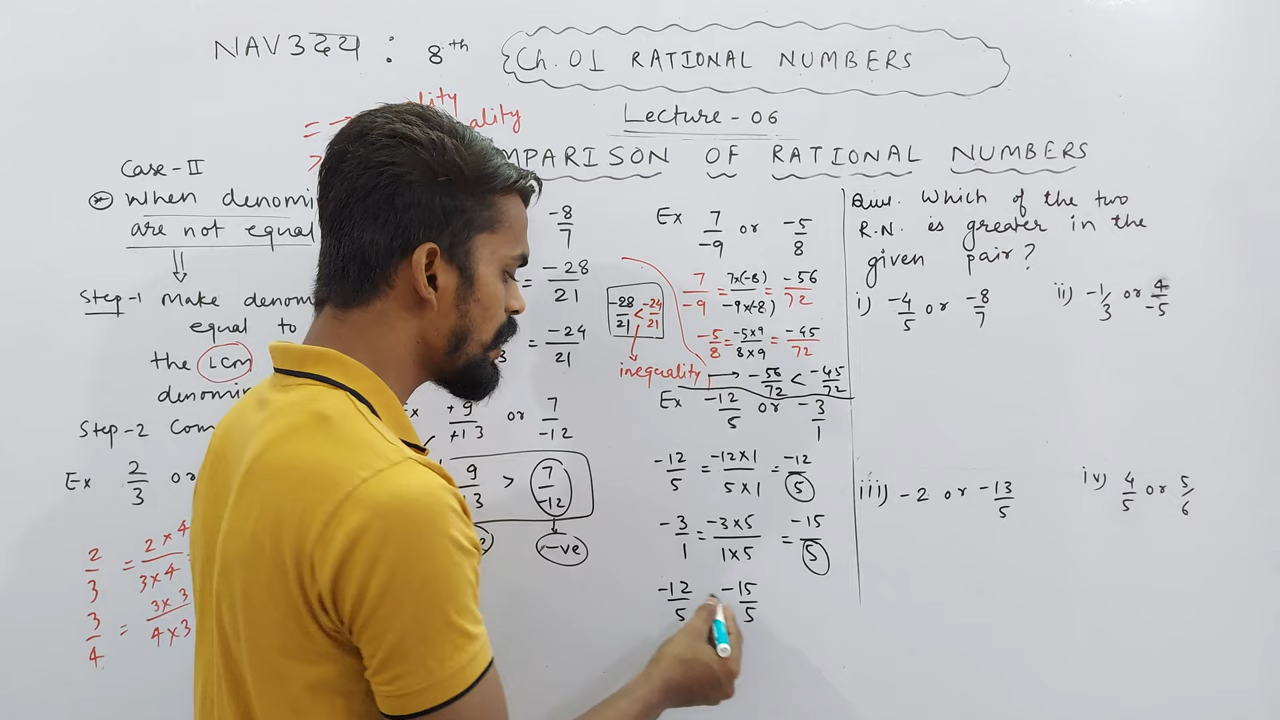 NAV3꠸꠸ : 8th
Ch. 01 RATIONAL NUMBERS
Lecture - 06
MPARISON OF RATIONAL NUMBERS
Case - II
When denomi
are not equal
Step-1 Make denom
equal to
the LCM
denomin
Step-2 Com
Ex 2/3 or
2/3 = 2×4/3×4 =
3/4 = 3×3/4×3
-8/7
= -28/21
= -24/21
-28/21 < -24/21
inequality
+9/+13 or 7/-12
9/13 > 7/-12
-ve
Ex 7/-9 or -5/8
7/-9 = 7×(-8)/-9×(-8) = -56/72
-5/8 = -5×9/8×9 = -45/72
→ -56/72 < -45/72
Ex -12/5 or -3/1
-12/5 = -12×1/5×1 = -12/5
-3/1 = -3×5/1×5 = -15/5
-12/5 -15/5
Ques. Which of the two
R.N. is greater in the
given pair?
i) -4/5 or -8/7 ii) -1/3 or 4/-5
iii) -2 or -13/5 iv) 4/5 or 5/6